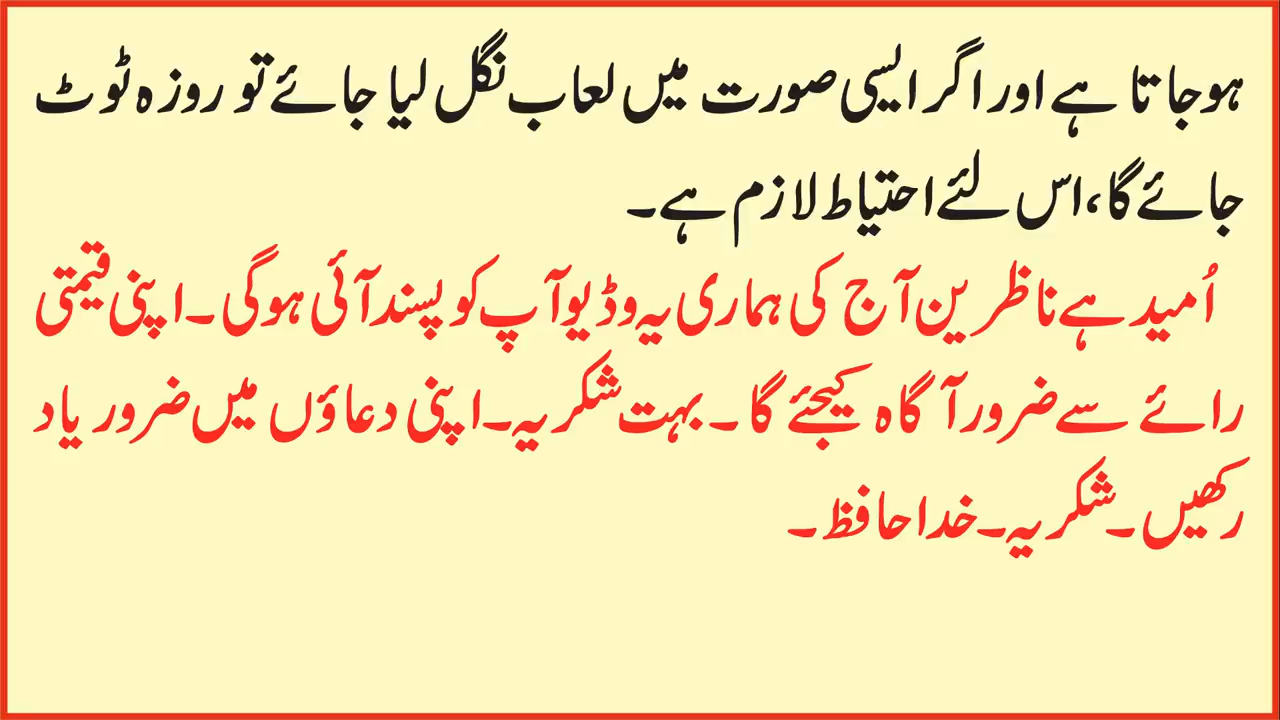 ہوجاتا ہے اور اگر ایسی صورت میں لعاب نگل لیا جائے تو روزہ ٹوٹ
جائے گا، اس لئے احتیاط لازم ہے۔
اُمید ہے ناظرین آج کی ہماری یہ وڈیو آپ کو پسند آئی ہوگی۔ اپنی قیمتی
رائے سے ضرور آگاہ کیجئے گا۔ بہت شکریہ۔ اپنی دعاؤں میں ضرور یاد
رکھیں۔ شکریہ۔ خدا حافظ۔